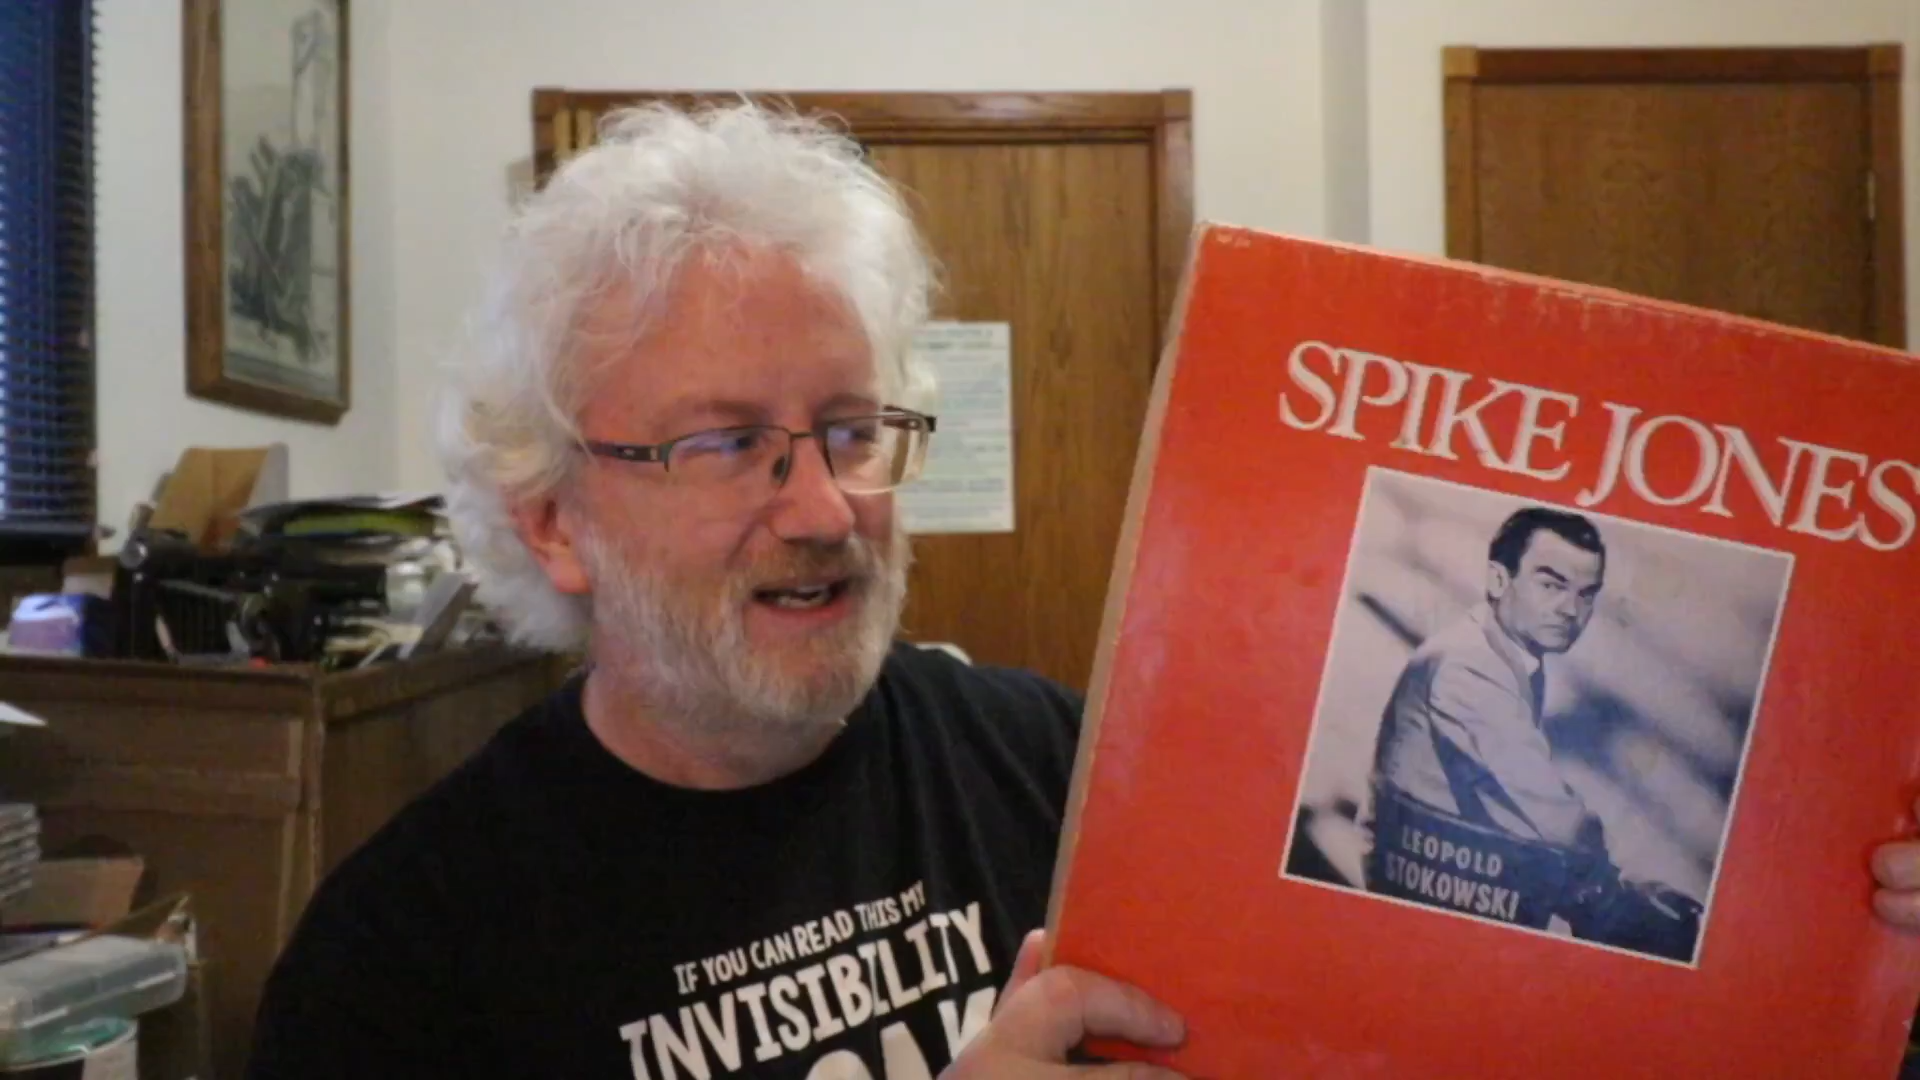 SPIKE JONES
LEOPOLD
STOKOWSKI
IF YOU CAN READ THIS MY
INVISIBILITY